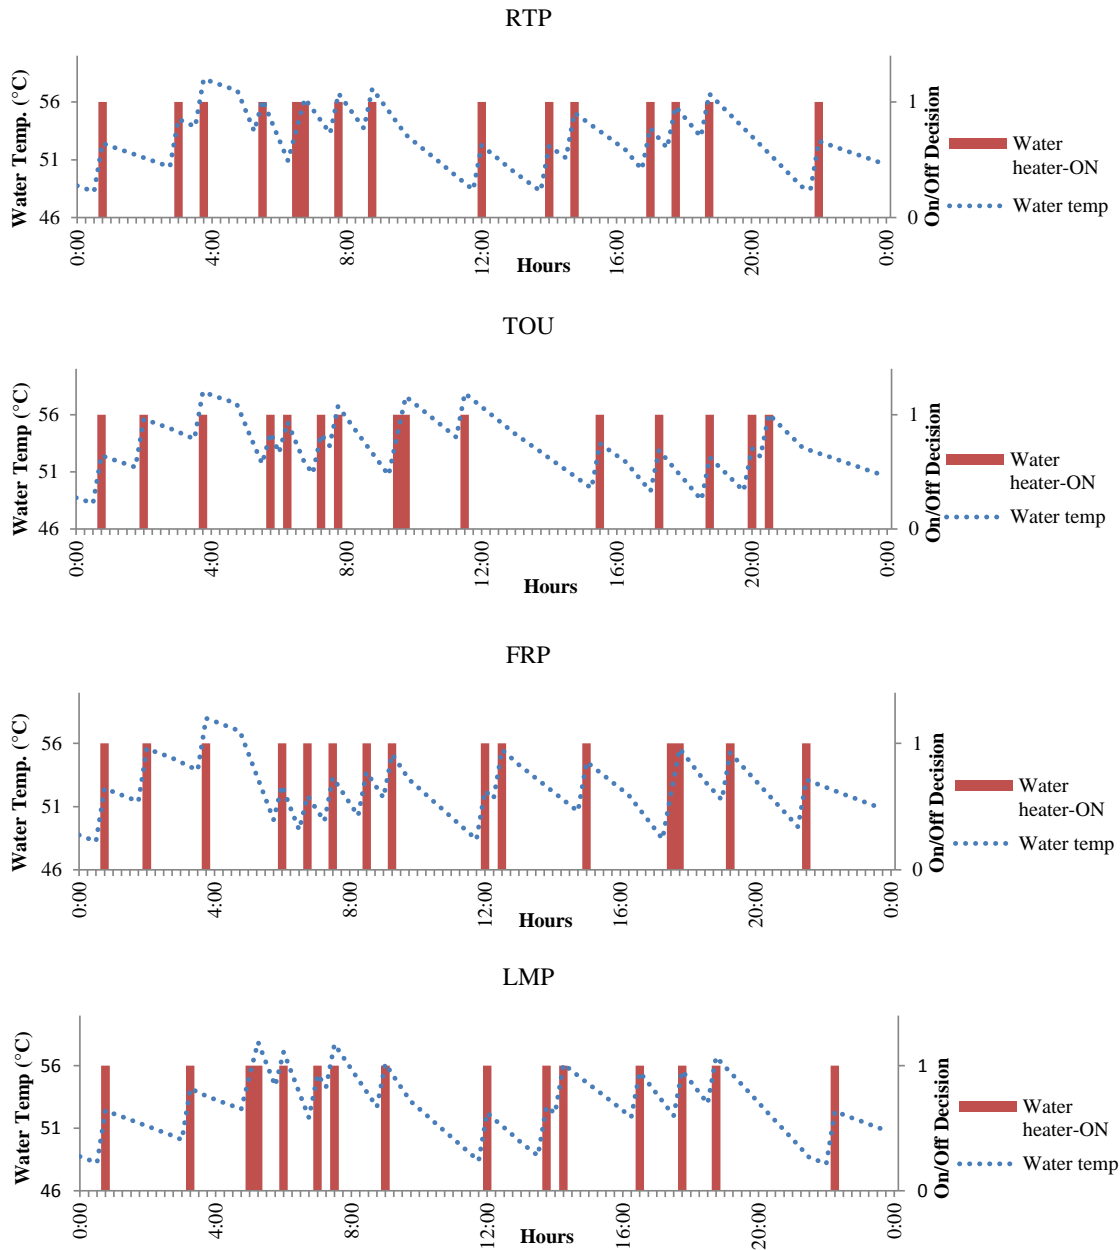 RTP
Water Temp. (°C)
56
51
46
0:00
4:00
8:00
12:00
16:00
20:00
0:00
Hours
1
0
On/Off Decision
Water
heater-ON
Water temp
TOU
Water Temp (°C)
56
51
46
0:00
4:00
8:00
12:00
16:00
20:00
0:00
Hours
1
0
On/Off Decision
Water
heater-ON
Water temp
FRP
Water Temp. (°C)
56
51
46
0:00
4:00
8:00
12:00
16:00
20:00
0:00
Hours
1
0
On/Off Decision
Water
heater-ON
Water temp
LMP
Water Temp (°C)
56
51
46
0:00
4:00
8:00
12:00
16:00
20:00
0:00
Hours
1
0
On/Off Decision
Water
heater-ON
Water temp